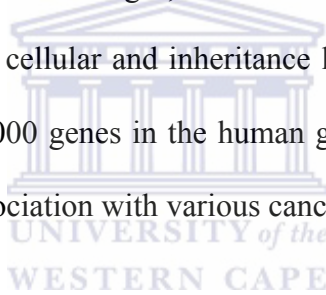 cellular and inheritance
000 genes in the human
ociation with various canc
UNIVERSITY of the
WESTERN CAPE